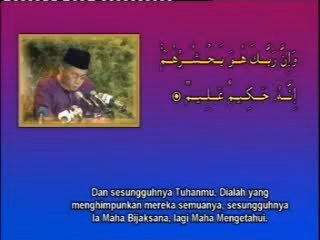 وَإِنَّ رَبَّكَ هُوَ يَحْشُرُهُمْ
إِنَّهُ حَكِيمٌ عَلِيمٌ
Dan sesungguhnya Tuhanmu, Dialah yang
menghimpunkan mereka semuanya, sesungguhnya
Ia Maha Bijaksana, lagi Maha Mengetahui.